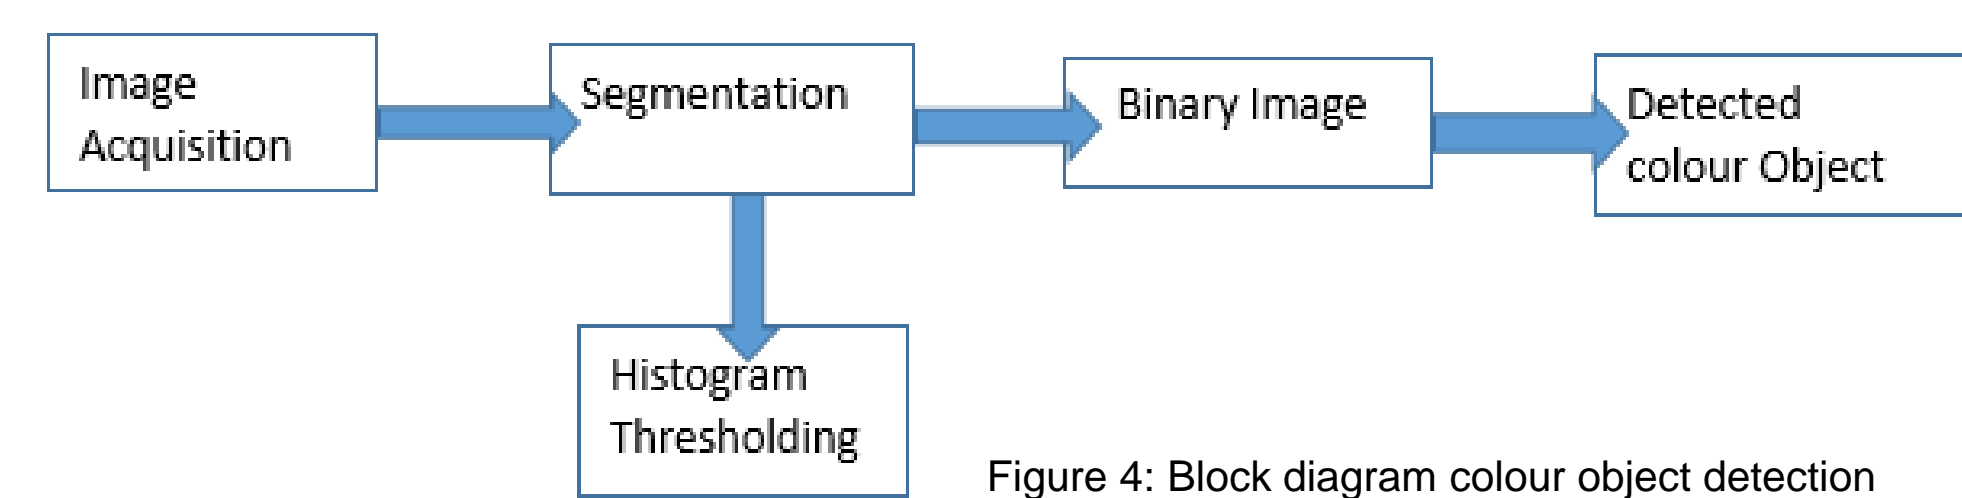 Image
Acquisition
Segmentation
Binary Image
Detected
colour Object
Histogram
Thresholding
Figure 4: Block diagram colour object detection